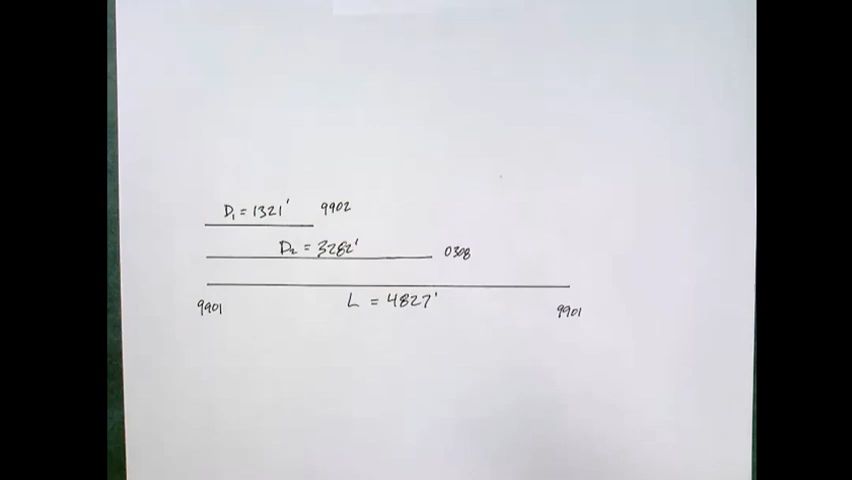 D₁ = 1321' 9902
D₂ = 3282' 0308
L = 4827'
9901 9901